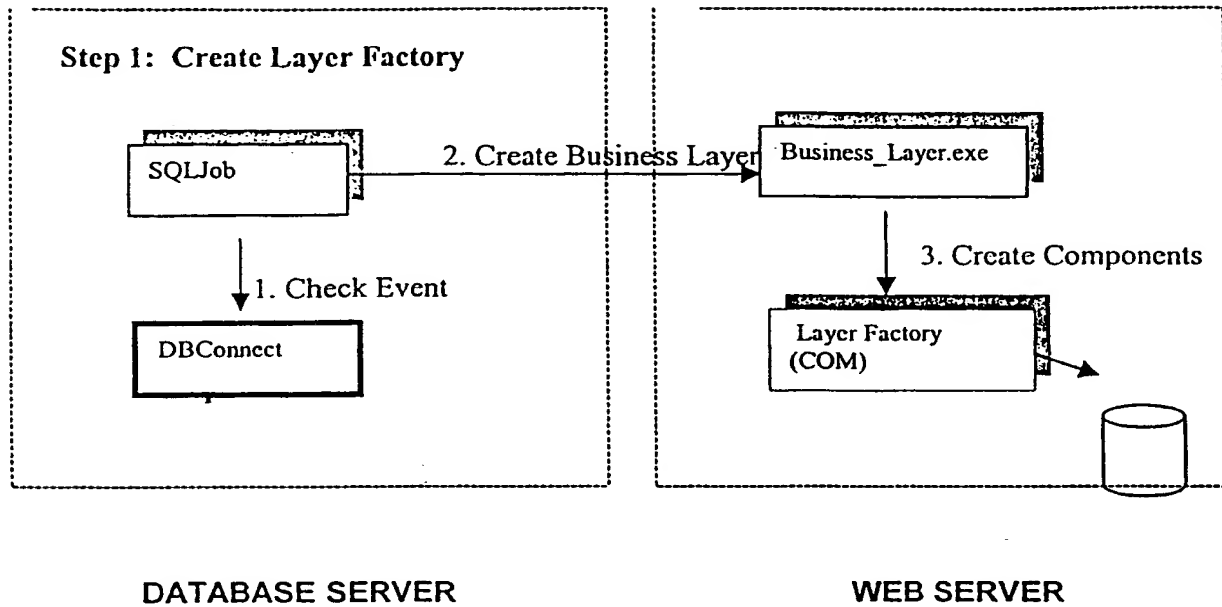 Step 1: Create Layer Factory
SQLJob
2. Create Business Layer
Business_Layer.exe
1. Check Event
3. Create Components
DBConnect
Layer Factory
(COM)
DATABASE SERVER
WEB SERVER